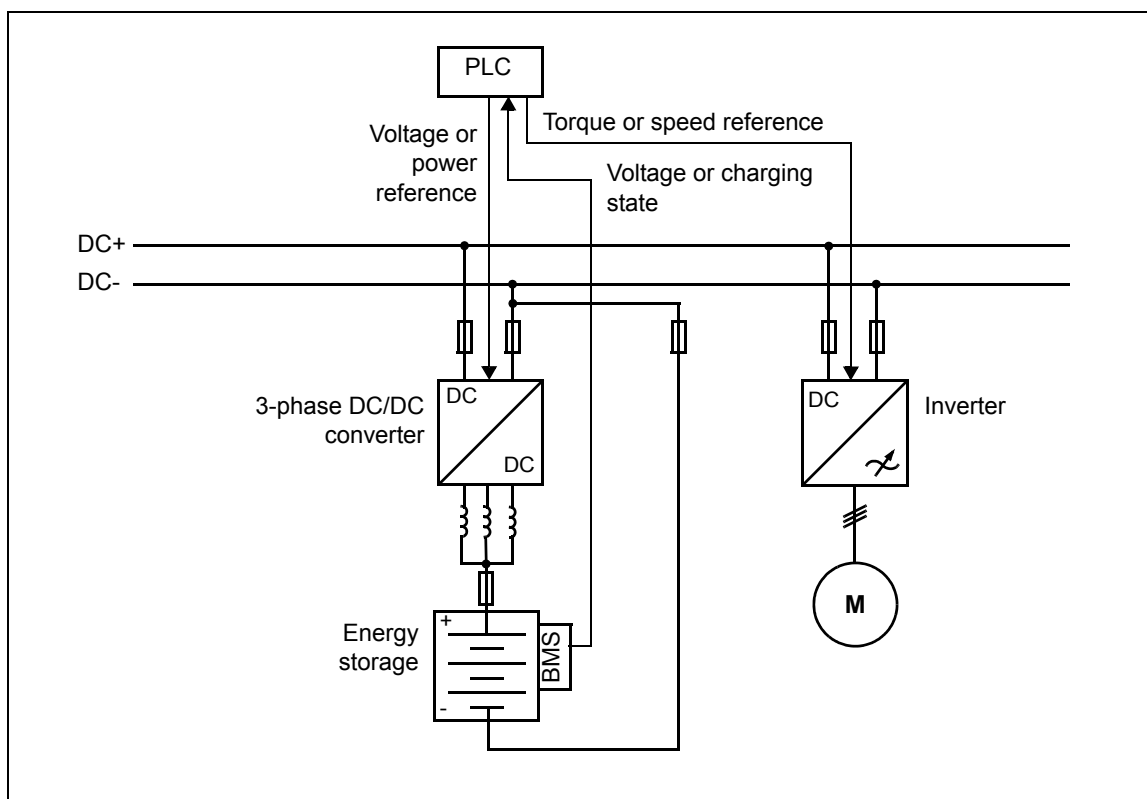 PLC
Voltage or
power
reference
Torque or speed reference
Voltage or charging
state
DC+
DC-
3-phase DC/DC
converter
DC
DC
DC
Inverter
Energy
storage
+
-
BMS
M